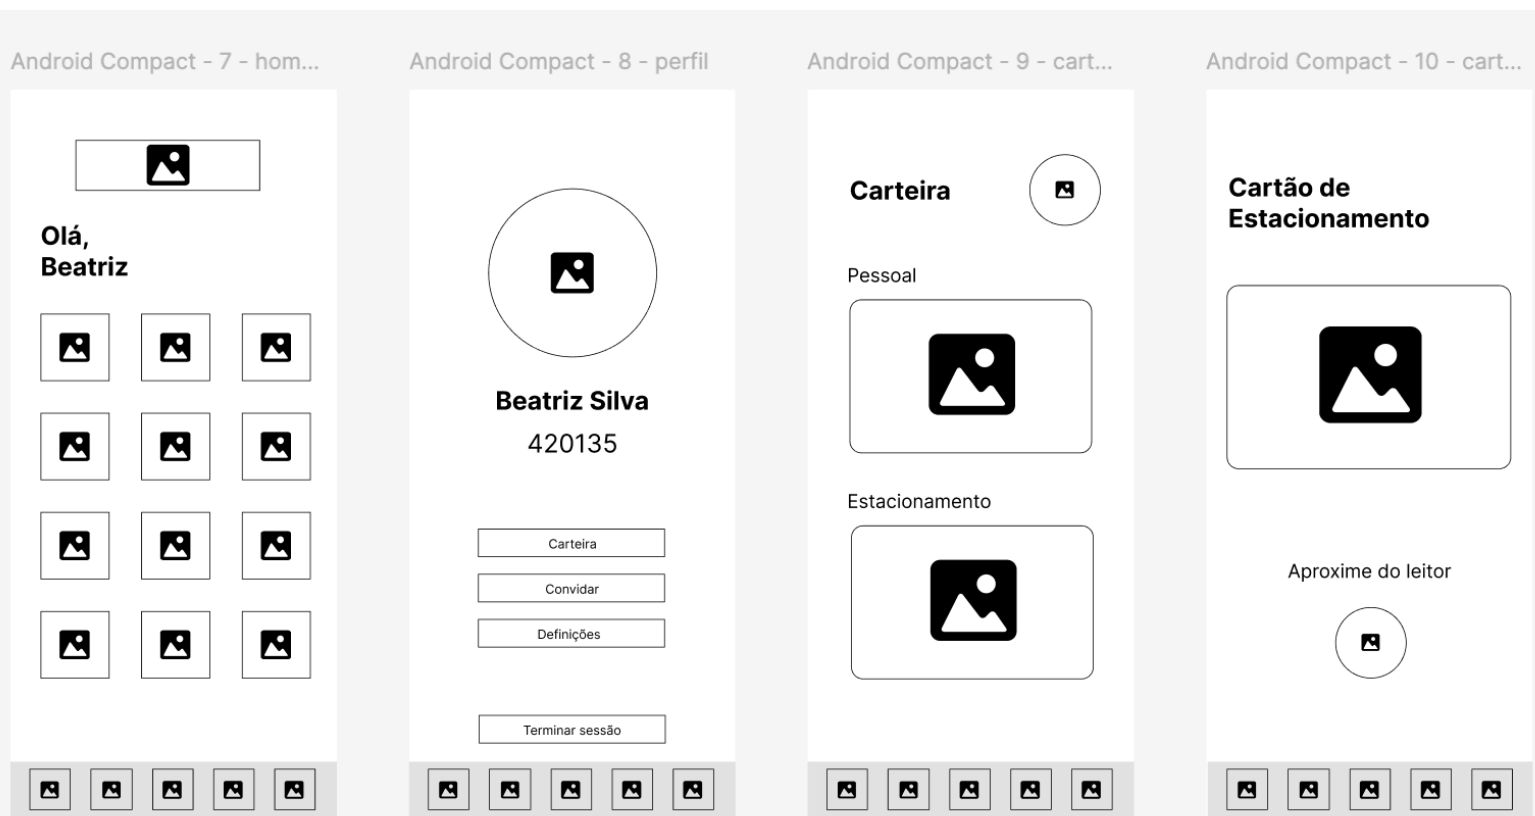 Android Compact - 7 - hom...
Android Compact - 8 - perfil
Android Compact - 9 - cart...
Android Compact - 10 - cart...
Olá,
Beatriz
Beatriz Silva
420135
Carteira
Convidar
Definições
Terminar sessão
Carteira
Pessoal
Estacionamento
Cartão de
Estacionamento
Aproxime do leitor